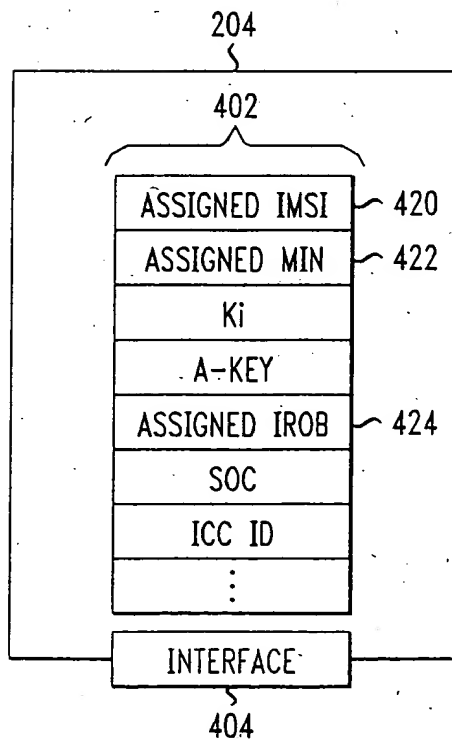 204
402
ASSIGNED IMSI 420
ASSIGNED MIN 422
Ki
A-KEY
ASSIGNED IROB 424
SOC
ICC ID
⋮
INTERFACE
404